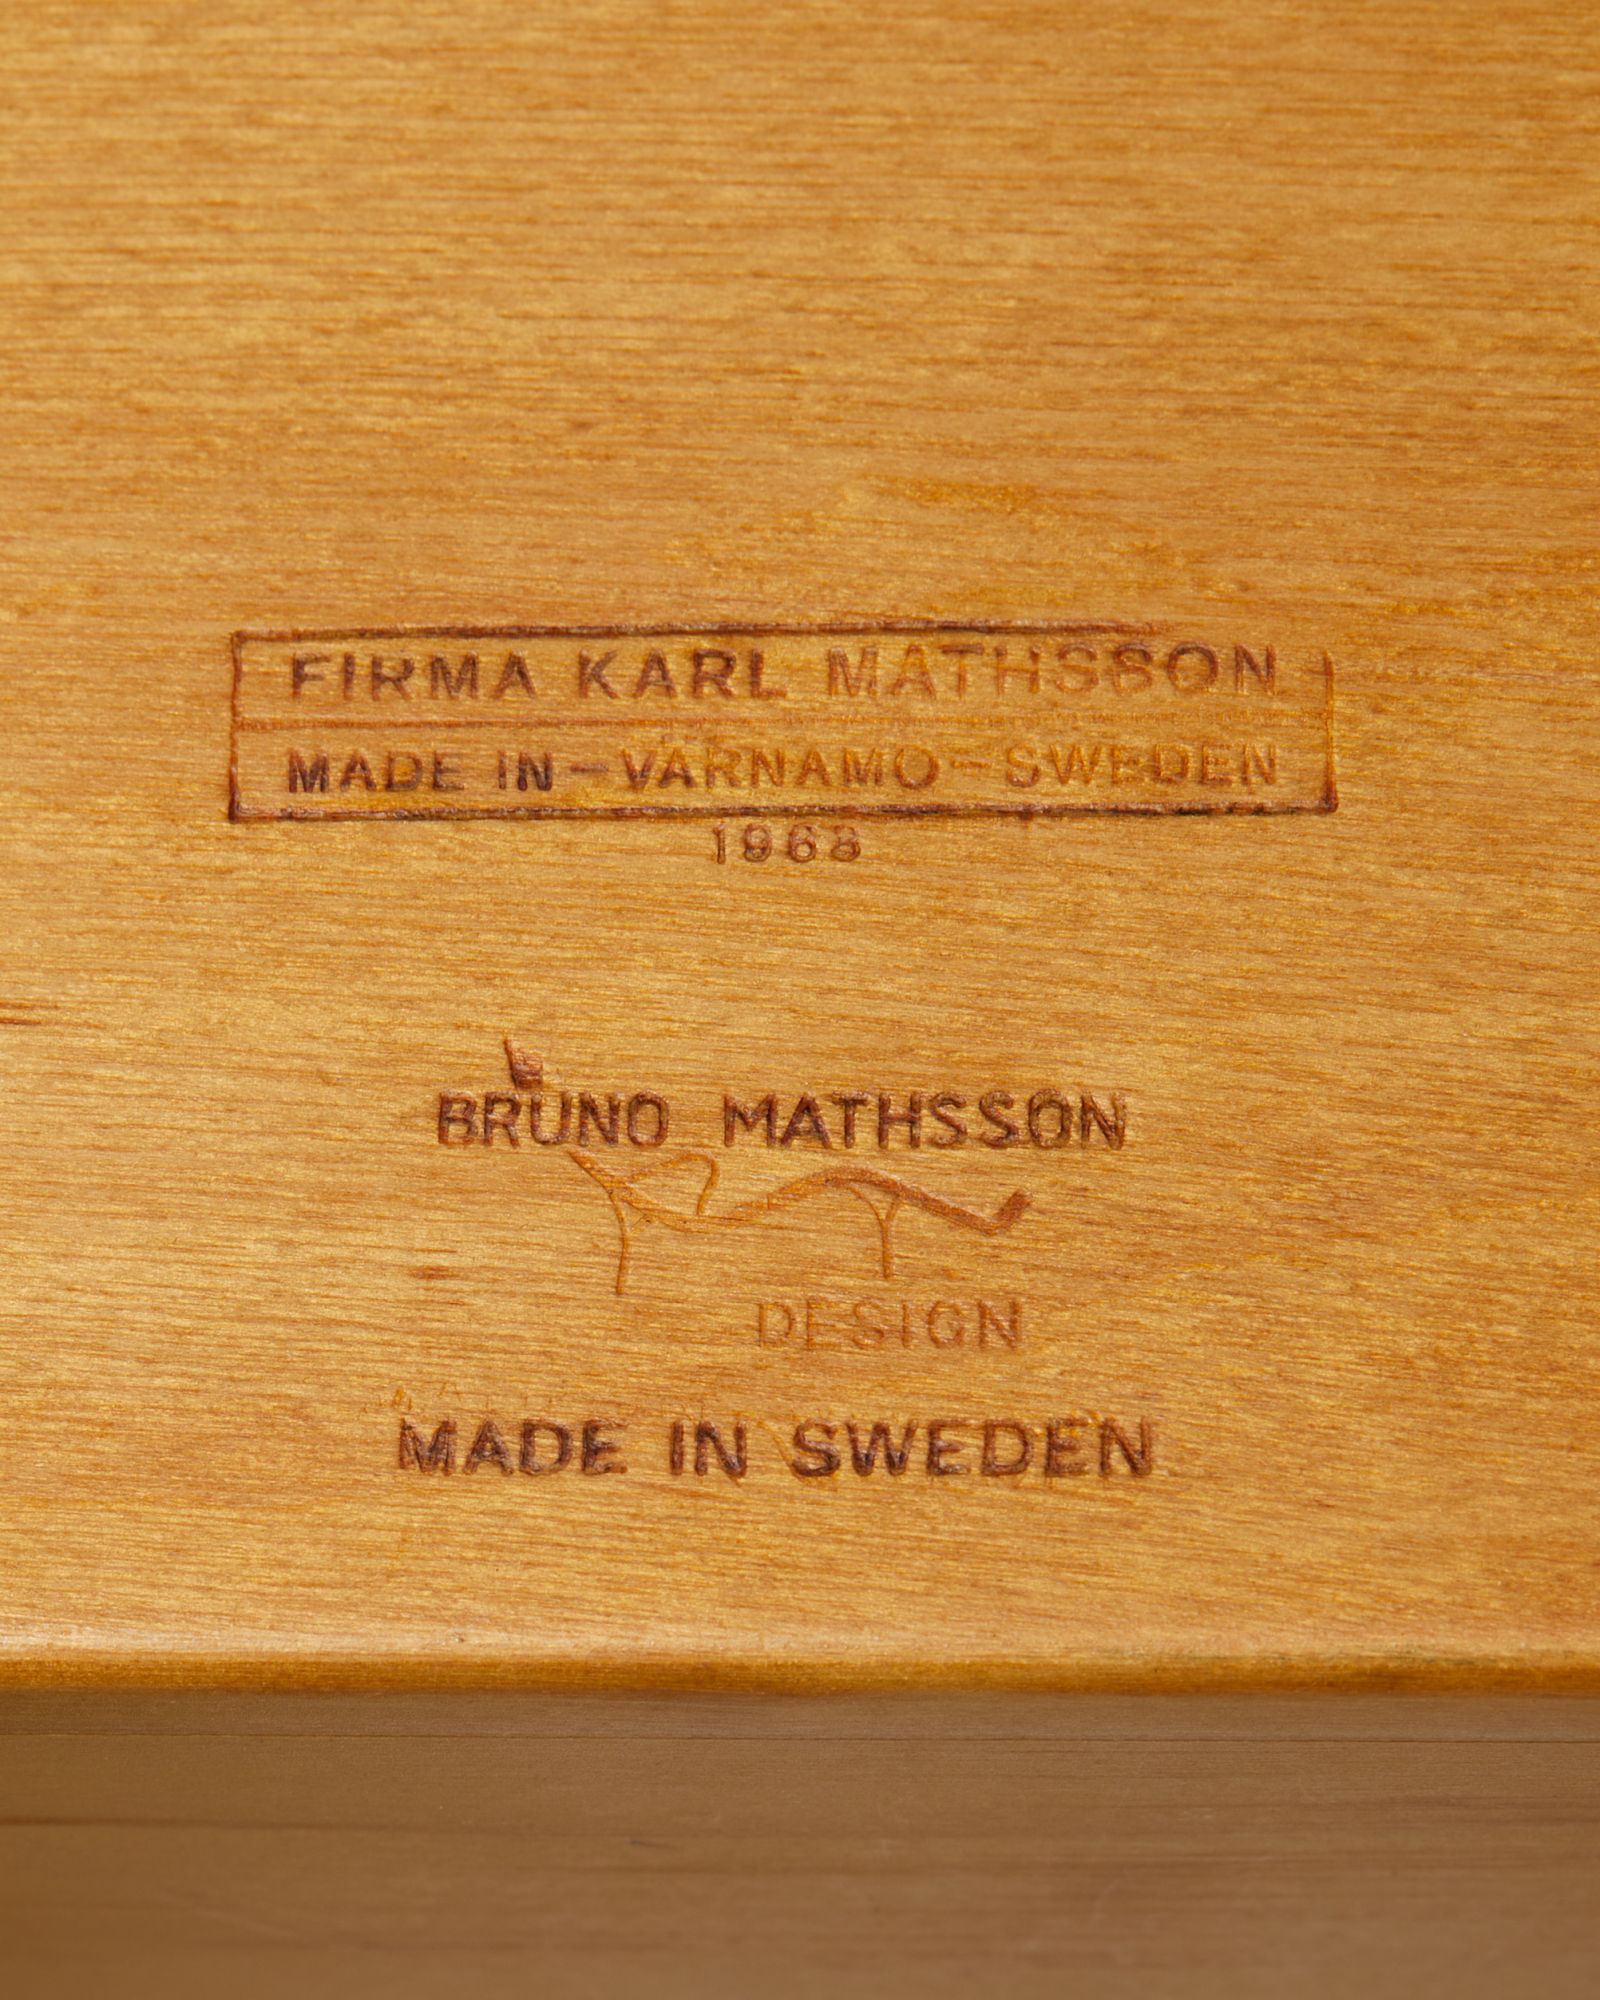 FIRMA KARL MATHSSON
MADE IN – VÄRNAMO – SWEDEN
1968
BRUNO MATHSSON
DESIGN
MADE IN SWEDEN